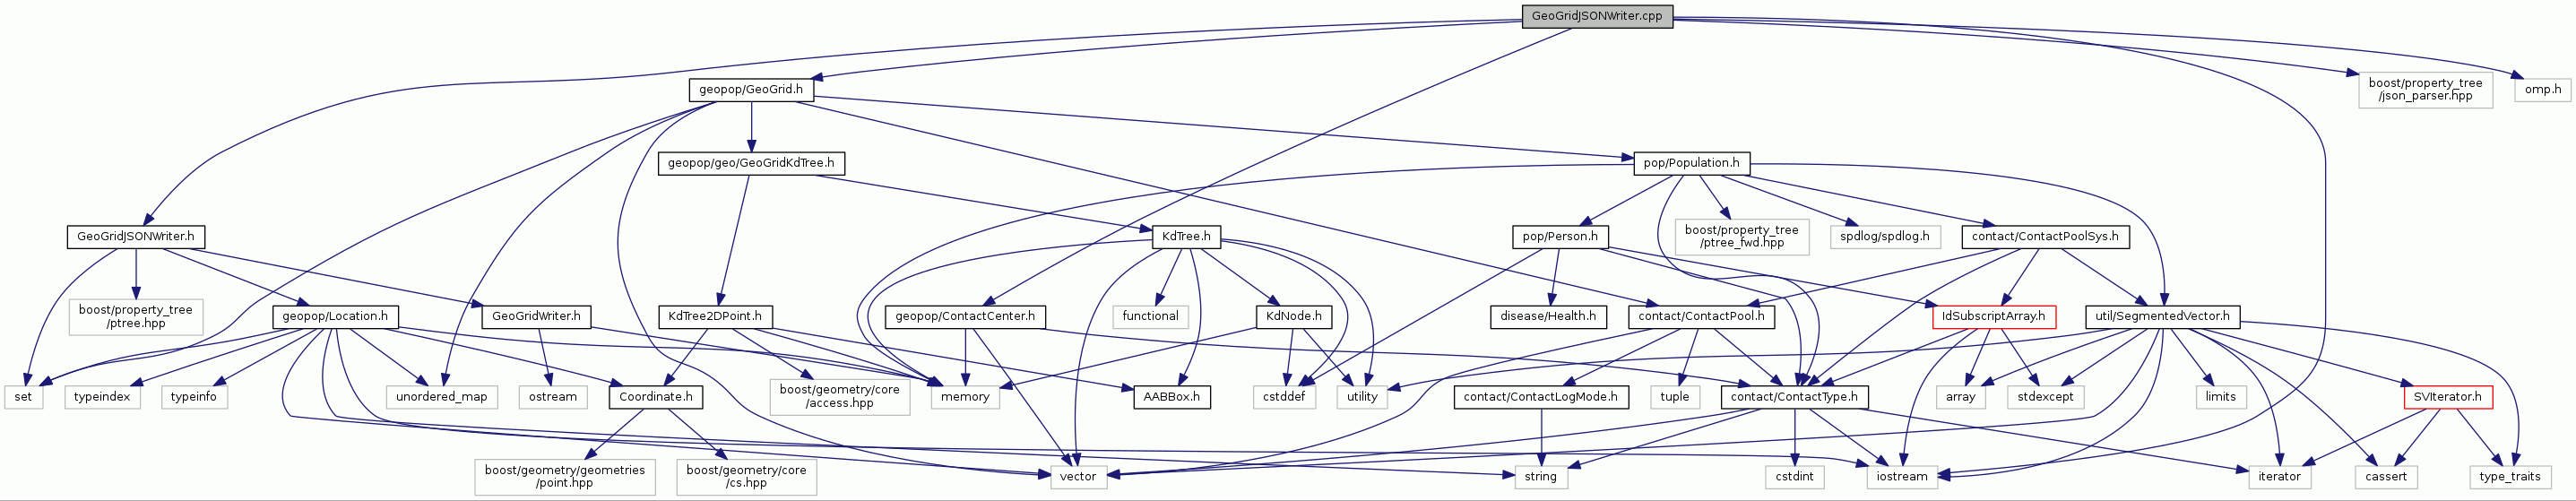 GeoGridJSONWriter.cpp
geopop/GeoGrid.h
boost/property_tree
/json_parser.hpp
omp.h
geopop/geo/GeoGridKdTree.h
pop/Population.h
GeoGridJSONWriter.h
KdTree.h
pop/Person.h
boost/property_tree
/ptree_fwd.hpp
spdlog/spdlog.h
contact/ContactPoolSys.h
boost/property_tree
/ptree.hpp
geopop/Location.h
GeoGridWriter.h
KdTree2DPoint.h
geopop/ContactCenter.h
functional
KdNode.h
disease/Health.h
contact/ContactPool.h
IdSubscriptArray.h
util/SegmentedVector.h
set
typeindex
typeinfo
unordered_map
ostream
Coordinate.h
boost/geometry/core
/access.hpp
memory
AABBox.h
cstddef
utility
contact/ContactLogMode.h
tuple
contact/ContactType.h
array
stdexcept
limits
SVIterator.h
boost/geometry/geometries
/point.hpp
boost/geometry/core
/cs.hpp
vector
string
cstdint
iostream
iterator
cassert
type_traits